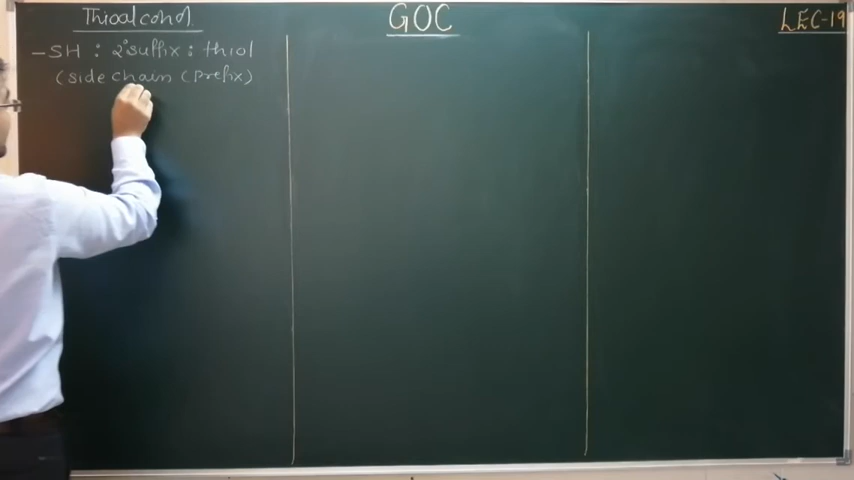 GOC
LEC-19
Thioalcohol
-SH : 2° suffix : thiol
(side chain (prefix)